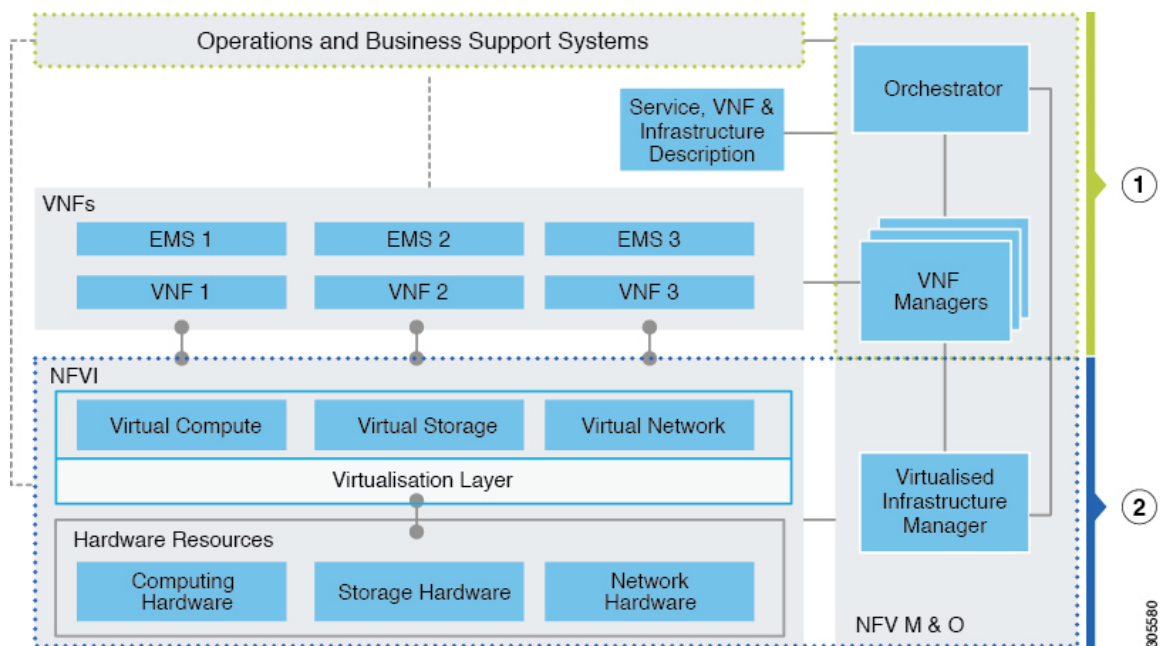 Operations and Business Support Systems
Orchestrator
Service, VNF &
Infrastructure
Description
1
VNFs
EMS 1
EMS 2
EMS 3
VNF 1
VNF 2
VNF 3
VNF
Managers
NFVI
Virtual Compute
Virtual Storage
Virtual Network
Virtualisation Layer
Virtualised
Infrastructure
Manager
2
Hardware Resources
Computing
Hardware
Storage Hardware
Network
Hardware
NFV M & O
305580